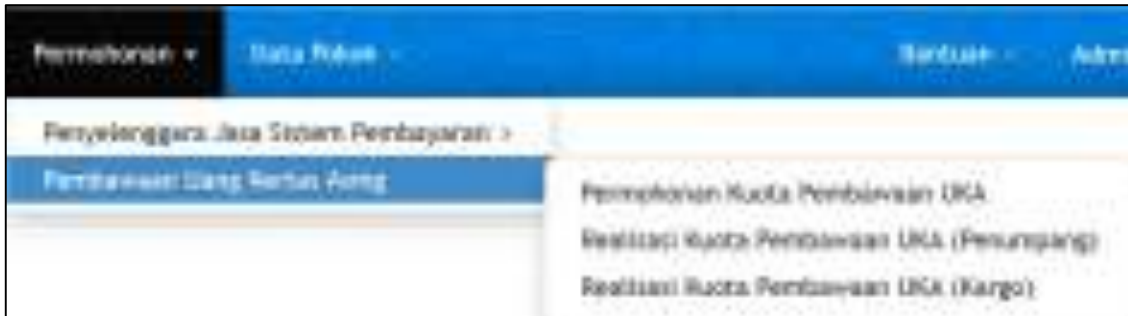 Permohonan Data Pokok Bantuan
Penyelenggara Jasa Sistem Pembayaran >
Pembawaan Uang Kertas Asing
Permohonan Kuota Pembawaan UKA
Realisasi Kuota Pembawaan UKA (Penumpang)
Realisasi Kuota Pembawaan UKA (Kargo)